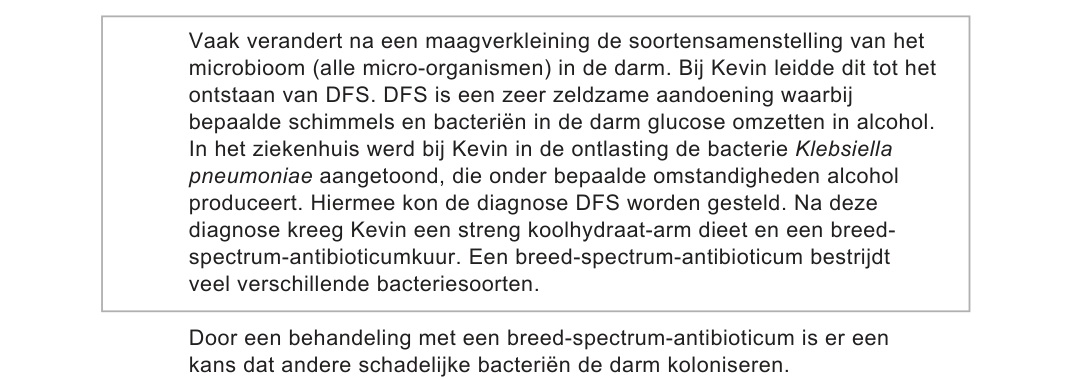 Vaak verandert na een maagverkleining de soortensamenstelling van het
microbioom (alle micro-organismen) in de darm. Bij Kevin leidde dit tot het
ontstaan van DFS. DFS is een zeer zeldzame aandoening waarbij
bepaalde schimmels en bacteriën in de darm glucose omzetten in alcohol.
In het ziekenhuis werd bij Kevin in de ontlasting de bacterie Klebsiella
pneumoniae aangetoond, die onder bepaalde omstandigheden alcohol
produceert. Hiermee kon de diagnose DFS worden gesteld. Na deze
diagnose kreeg Kevin een streng koolhydraat-arm dieet en een breed-
spectrum-antibioticumkuur. Een breed-spectrum-antibioticum bestrijdt
veel verschillende bacteriesoorten.
Door een behandeling met een breed-spectrum-antibioticum is er een
kans dat andere schadelijke bacteriën de darm koloniseren.